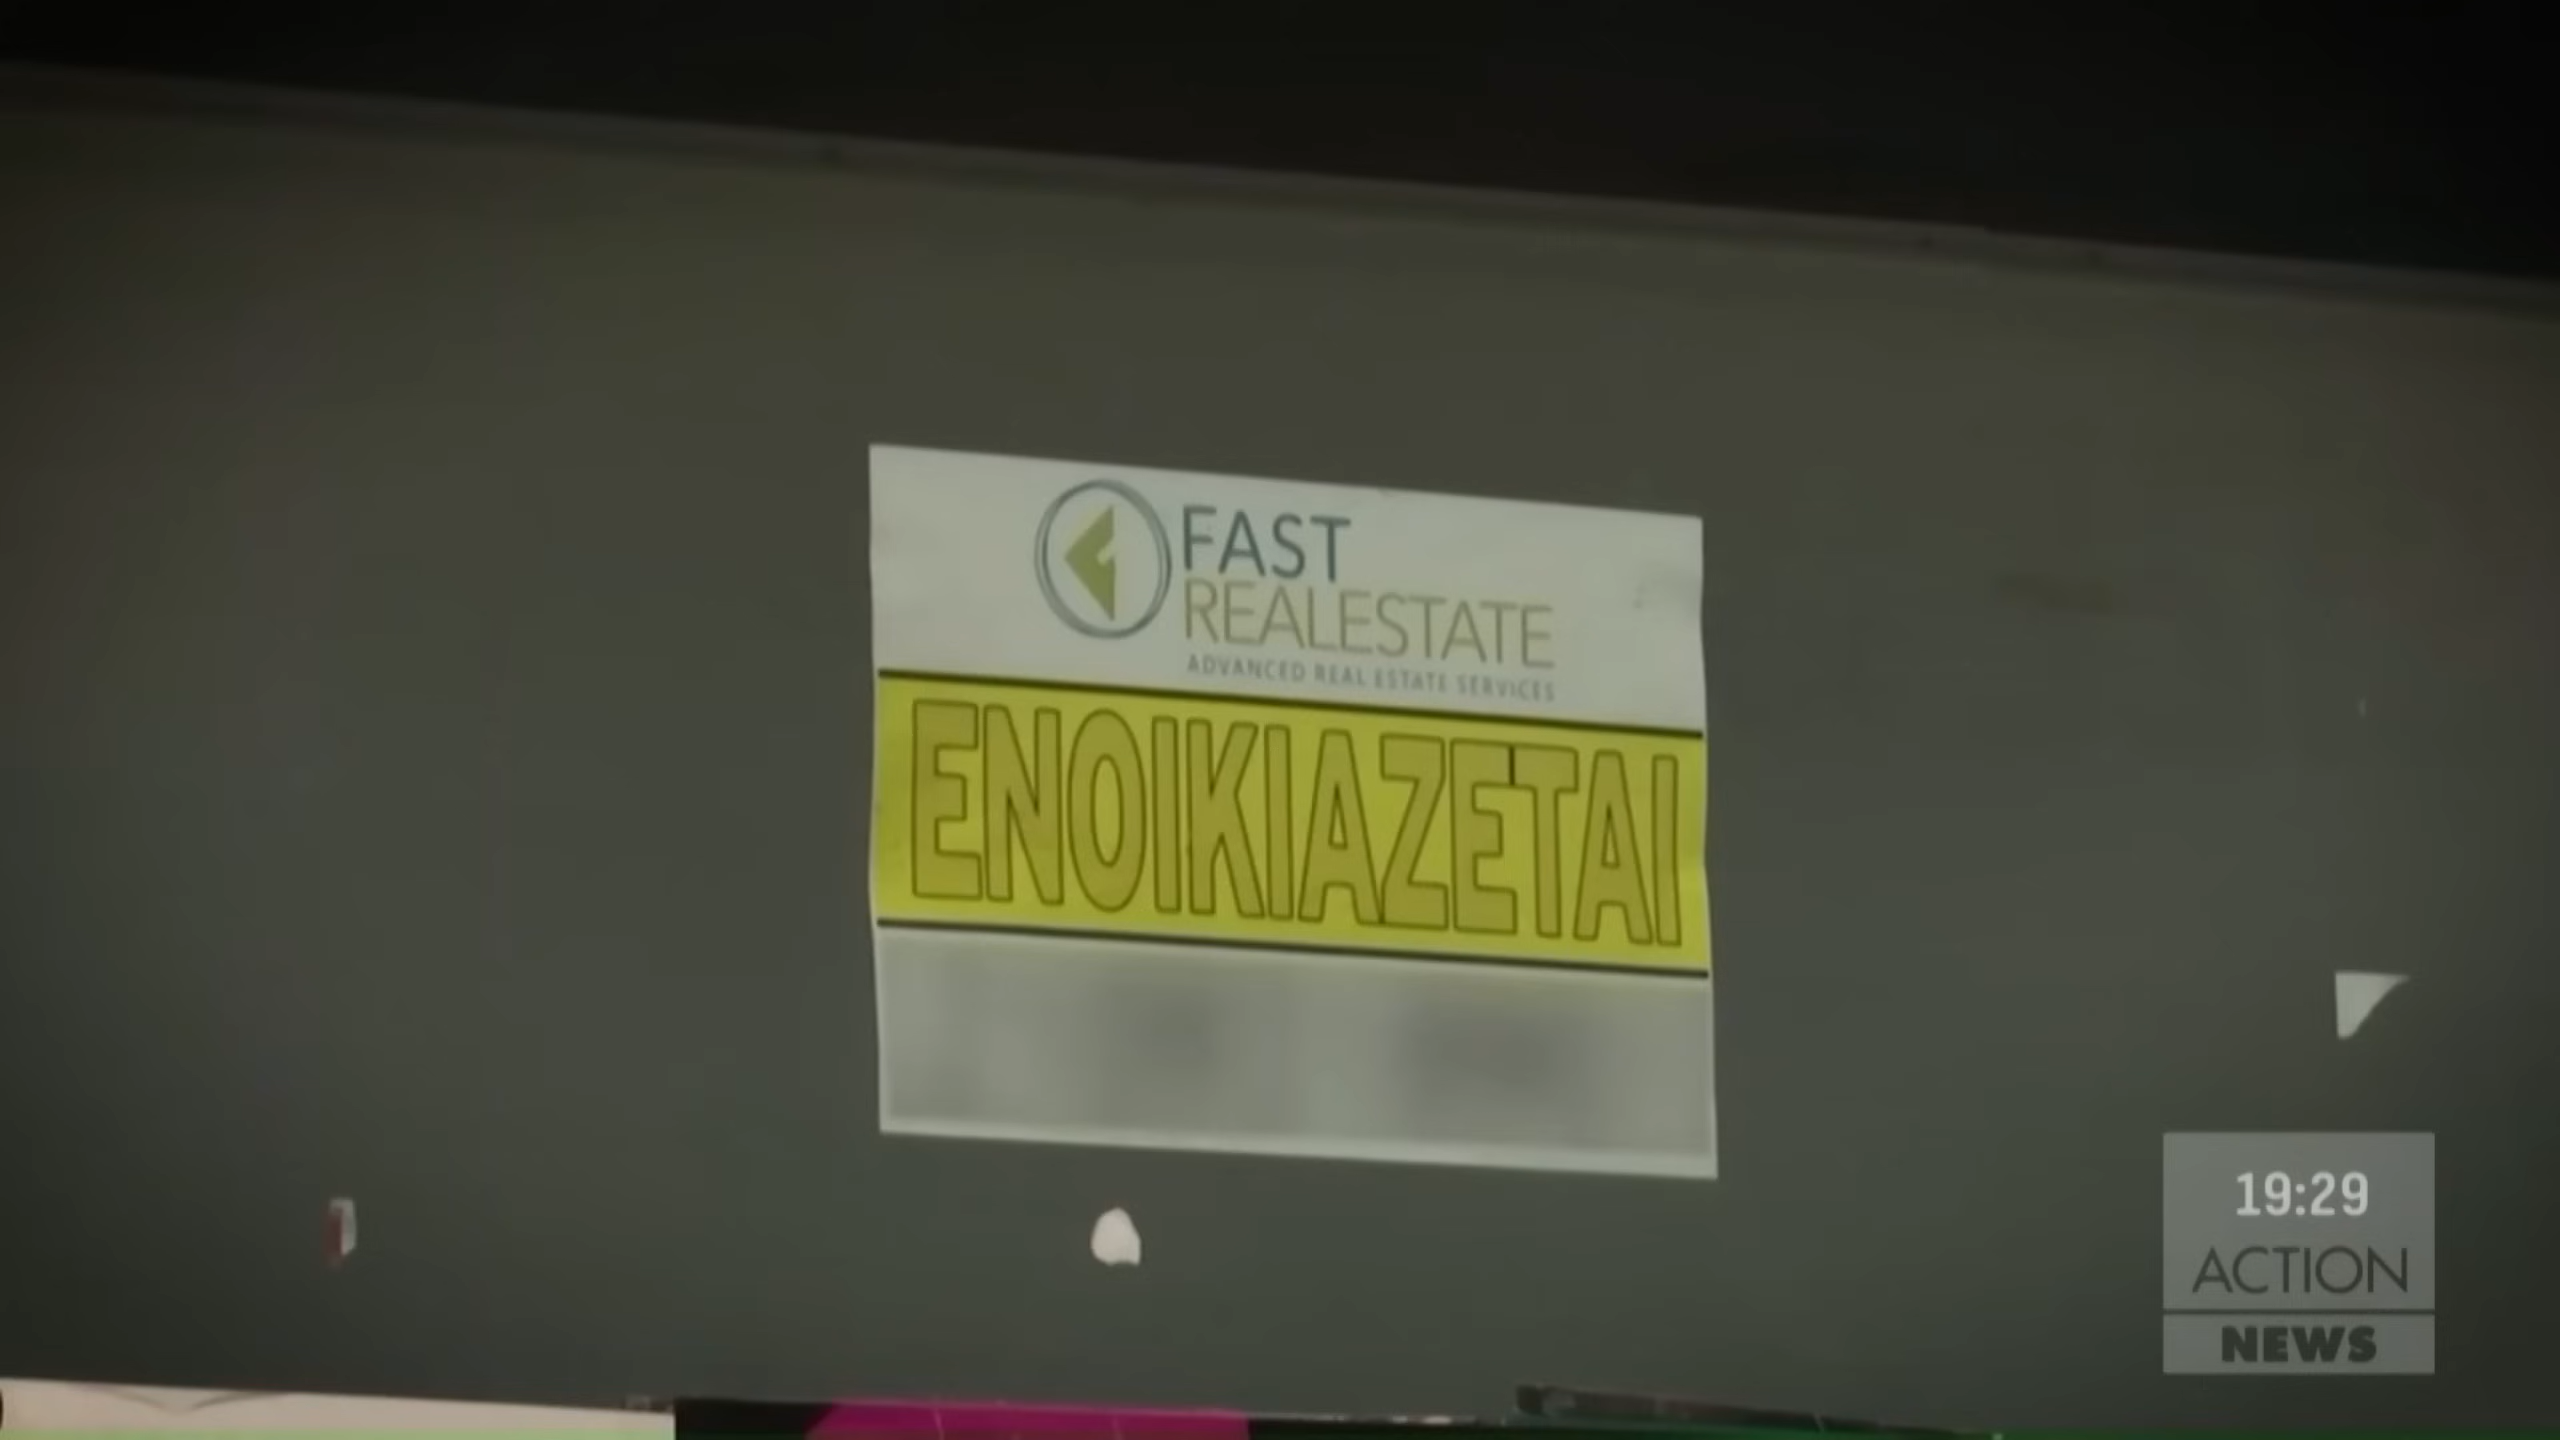 FAST
REALESTATE
ADVANCED REAL ESTATE SERVICES
ΕΝΟΙΚΙΑΖΕΤΑΙ
19:29
ACTION
NEWS